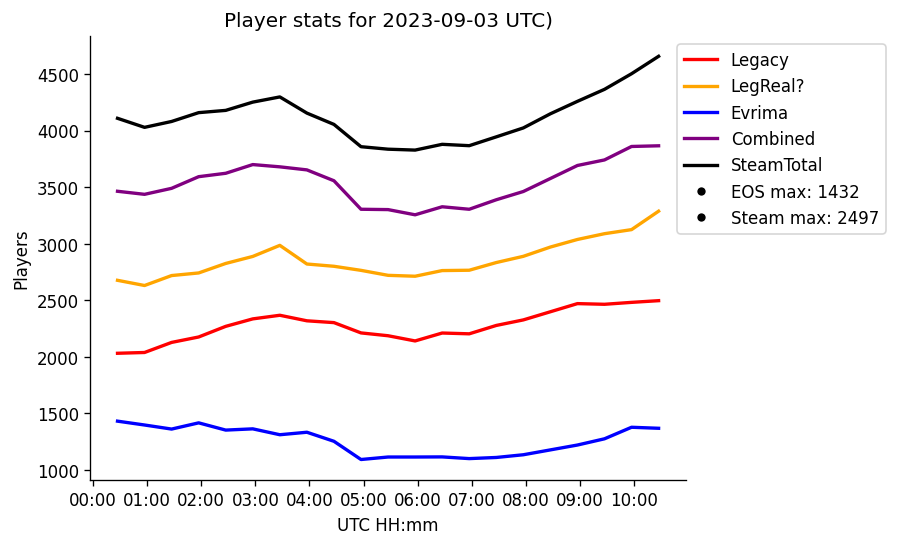 Player stats for 2023-09-03 UTC)
Legacy
LegReal?
Evrima
Combined
SteamTotal
EOS max: 1432
Steam max: 2497
Players
4500
4000
3500
3000
2500
2000
1500
1000
00:00 01:00 02:00 03:00 04:00 05:00 06:00 07:00 08:00 09:00 10:00
UTC HH:mm